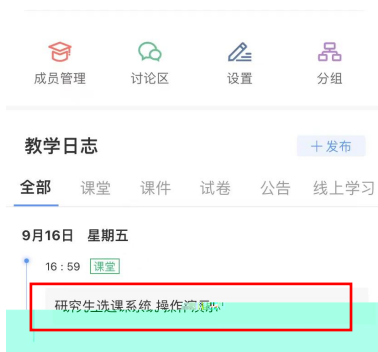 成员管理 讨论区 设置 分组
教学日志 ＋发布
全部 课堂 课件 试卷 公告 线上学习
9月16日 星期五
16 : 59 课堂
研究生选课系统 操作演